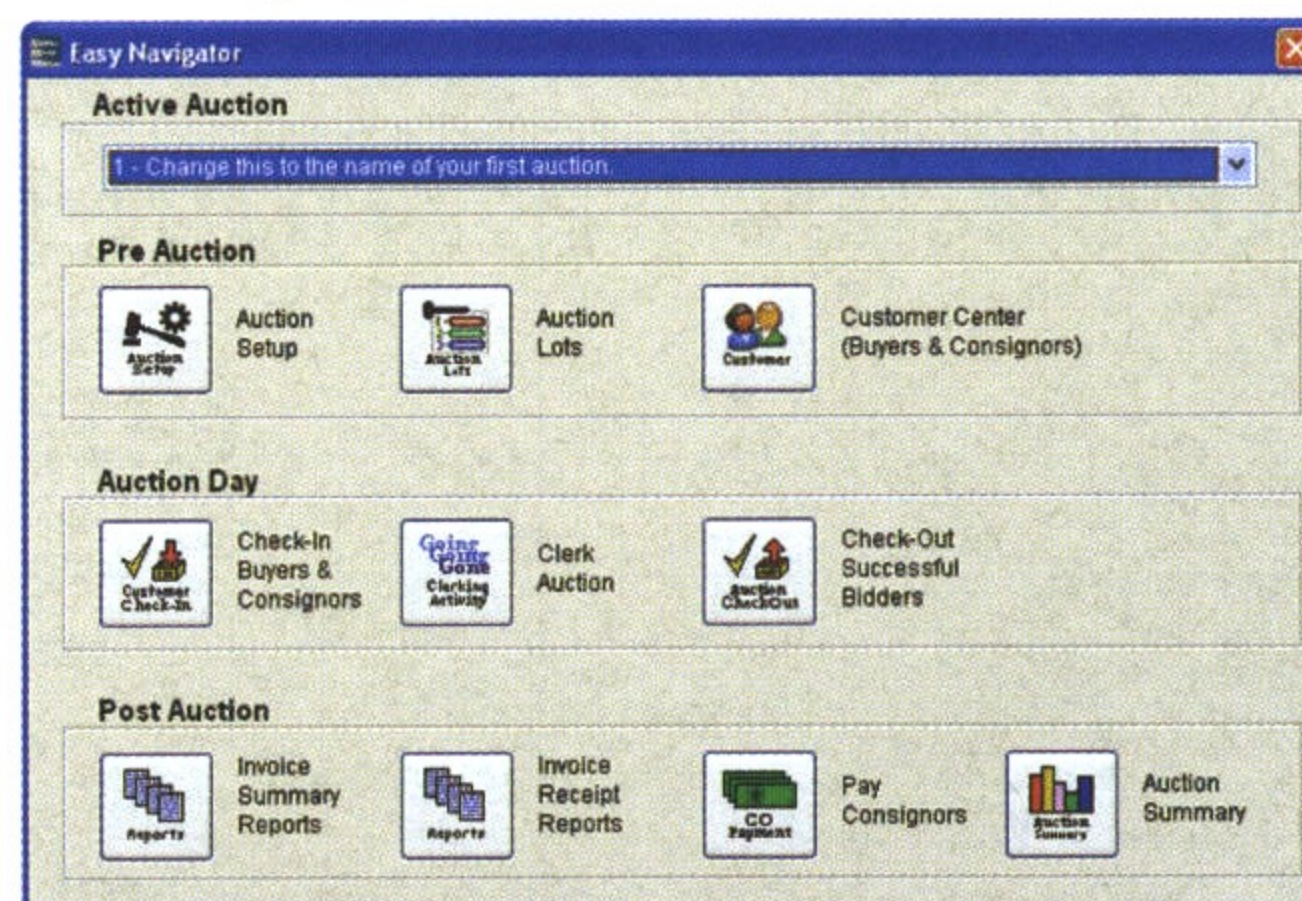 Easy Navigator
Active Auction
1 - Change this to the name of your first auction.
Pre Auction
Auction
Setup
Auction
Setup
Auction
Lots
Auction
Lots
Customer
Customer Center
(Buyers & Consignors)
Auction Day
Customer
Check-In
Check-In
Buyers &
Consignors
Going
Going
Gone
Clerking
Activity
Clerk
Auction
Auction
CheckOut
Check-Out
Successful
Bidders
Post Auction
Reports
Invoice
Summary
Reports
Reports
Invoice
Receipt
Reports
CO
Payment
Pay
Consignors
Auction
Summary
Auction
Summary